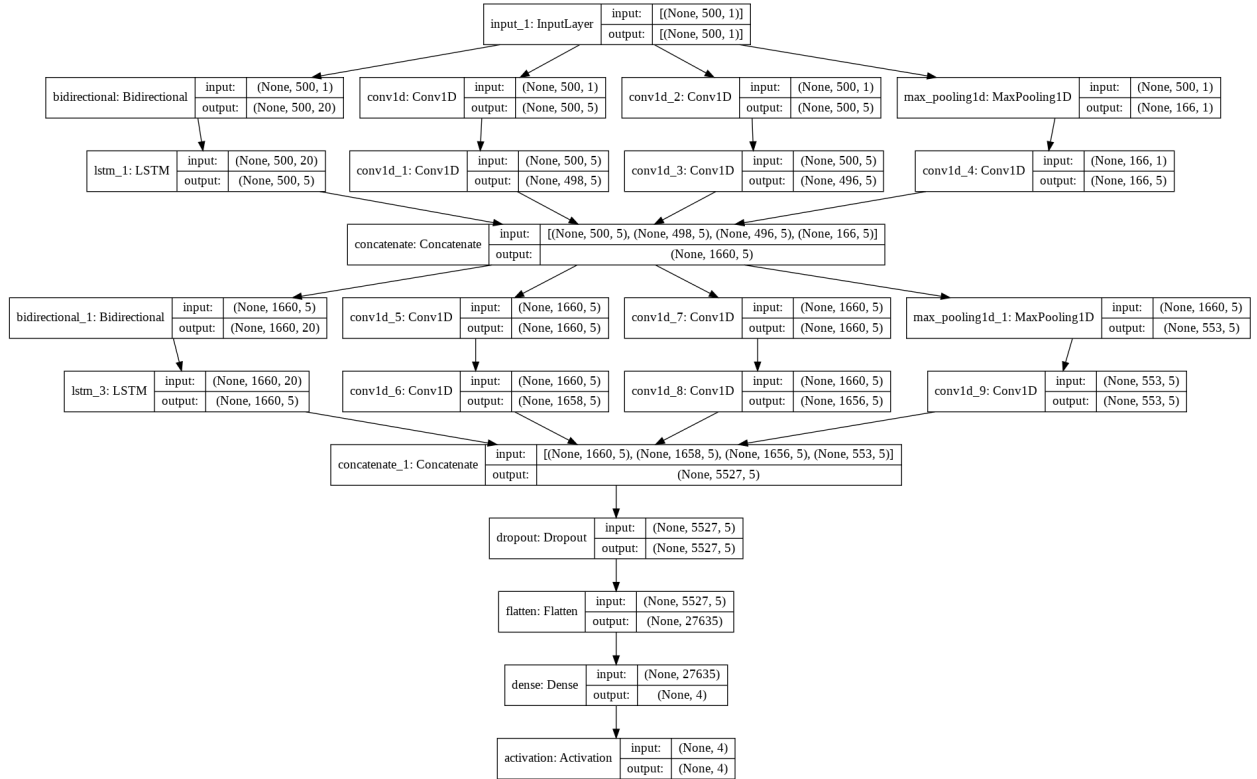 input_1: InputLayer
input: [(None, 500, 1)]
output: [(None, 500, 1)]
bidirectional: Bidirectional
input: (None, 500, 1)
output: (None, 500, 20)
conv1d: Conv1D
input: (None, 500, 1)
output: (None, 500, 5)
conv1d_2: Conv1D
input: (None, 500, 1)
output: (None, 500, 5)
max_pooling1d: MaxPooling1D
input: (None, 500, 1)
output: (None, 166, 1)
lstm_1: LSTM
input: (None, 500, 20)
output: (None, 500, 5)
conv1d_1: Conv1D
input: (None, 500, 5)
output: (None, 498, 5)
conv1d_3: Conv1D
input: (None, 500, 5)
output: (None, 496, 5)
conv1d_4: Conv1D
input: (None, 166, 1)
output: (None, 166, 5)
concatenate: Concatenate
input: [(None, 500, 5), (None, 498, 5), (None, 496, 5), (None, 166, 5)]
output: (None, 1660, 5)
bidirectional_1: Bidirectional
input: (None, 1660, 5)
output: (None, 1660, 20)
conv1d_5: Conv1D
input: (None, 1660, 5)
output: (None, 1660, 5)
conv1d_7: Conv1D
input: (None, 1660, 5)
output: (None, 1660, 5)
max_pooling1d_1: MaxPooling1D
input: (None, 1660, 5)
output: (None, 553, 5)
lstm_3: LSTM
input: (None, 1660, 20)
output: (None, 1660, 5)
conv1d_6: Conv1D
input: (None, 1660, 5)
output: (None, 1658, 5)
conv1d_8: Conv1D
input: (None, 1660, 5)
output: (None, 1656, 5)
conv1d_9: Conv1D
input: (None, 553, 5)
output: (None, 553, 5)
concatenate_1: Concatenate
input: [(None, 1660, 5), (None, 1658, 5), (None, 1656, 5), (None, 553, 5)]
output: (None, 5527, 5)
dropout: Dropout
input: (None, 5527, 5)
output: (None, 5527, 5)
flatten: Flatten
input: (None, 5527, 5)
output: (None, 27635)
dense: Dense
input: (None, 27635)
output: (None, 4)
activation: Activation
input: (None, 4)
output: (None, 4)